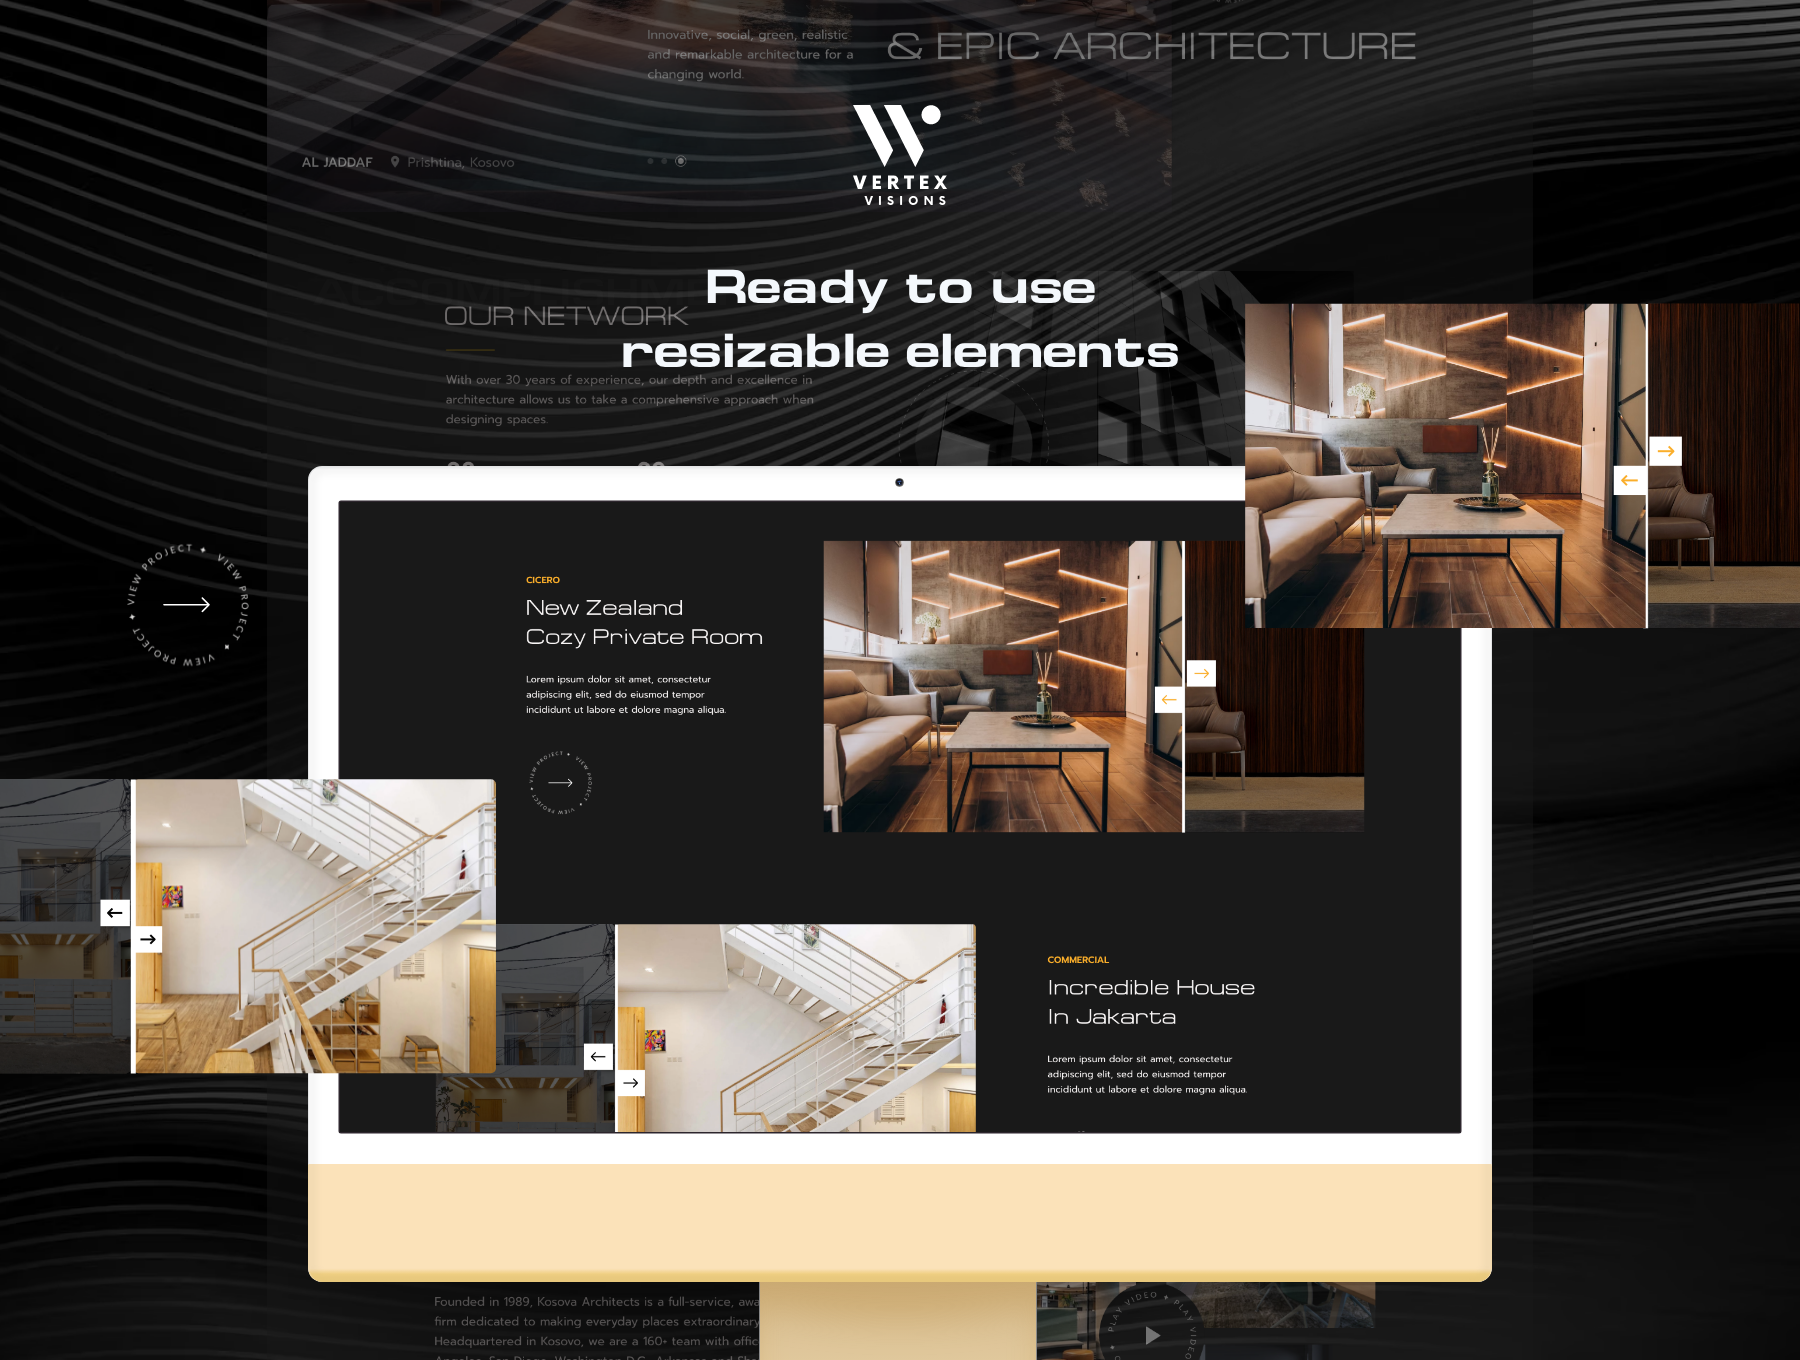 Innovative, social, green, realistic
and remarkable architecture for a
changing world.
& EPIC ARCHITECTURE
AL JADDAF
Prishtina, Kosovo
VERTEX
VISIONS
Ready to use
resizable elements
OUR NETWORK
With over 30 years of experience, our depth and excellence in
architecture allows us to take a comprehensive approach when
designing spaces.
VIEW PROJECT ✦ VIEW PROJECT ✦ VIEW PROJECT ✦
CICERO
New Zealand
Cozy Private Room
Lorem ipsum dolor sit amet, consectetur
adipiscing elit, sed do eiusmod tempor
incididunt ut labore et dolore magna aliqua.
VIEW PROJECT ✦ VIEW PROJECT ✦ VIEW PROJECT ✦
COMMERCIAL
Incredible House
In Jakarta
Lorem ipsum dolor sit amet, consectetur
adipiscing elit, sed do eiusmod tempor
incididunt ut labore et dolore magna aliqua.
Founded in 1989, Kosova Architects is a full-service,
firm dedicated to making everyday places extraordinary
Headquartered in Kosovo, we are a 160+ team with
PLAY VIDEO ✦ PLAY VIDEO